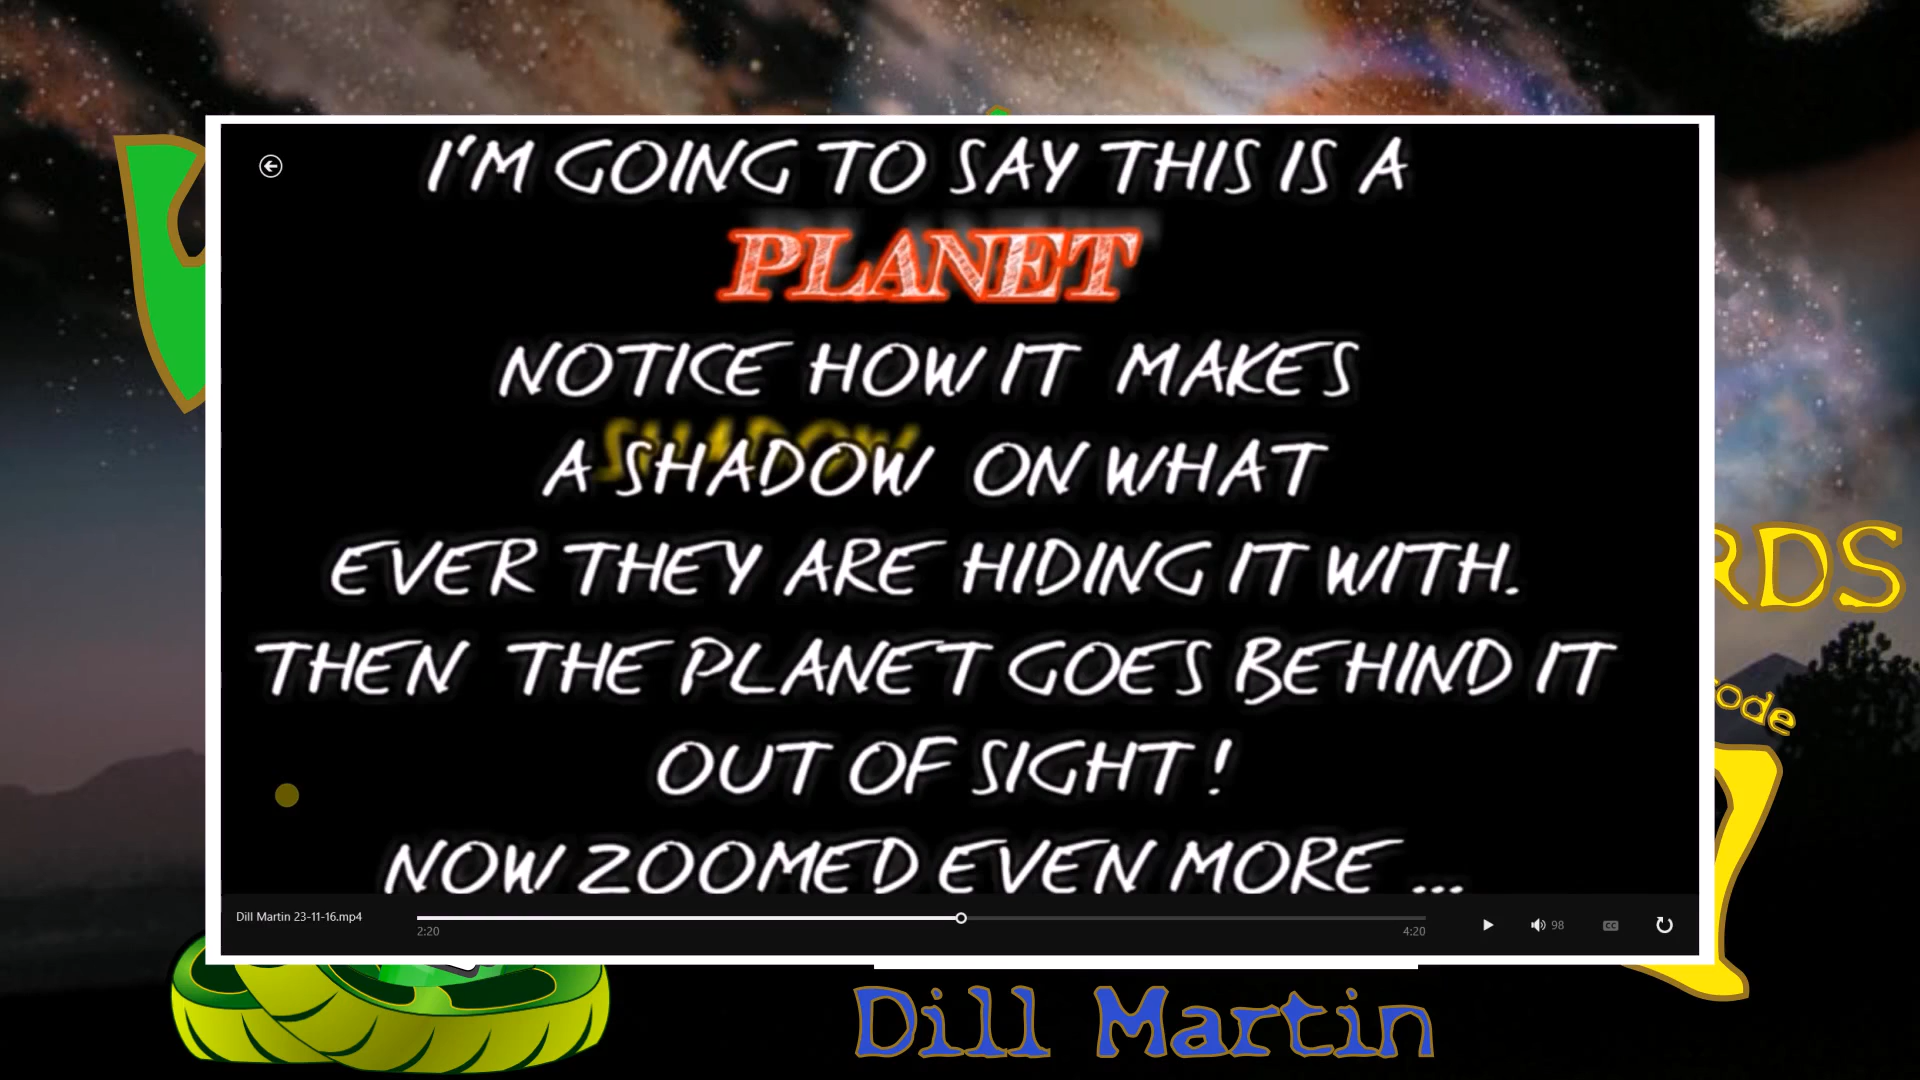 I'M GOING TO SAY THIS IS A
PLANET
NOTICE HOW IT MAKES
A SHADOW ON WHAT
EVER THEY ARE HIDING IT WITH.
THEN THE PLANET GOES BEHIND IT
OUT OF SIGHT !
NOW ZOOMED EVEN MORE ...
Dill Martin 23-11-16.mp4
2:20
4:20
98
CC
RDS
ode
Dill Martin